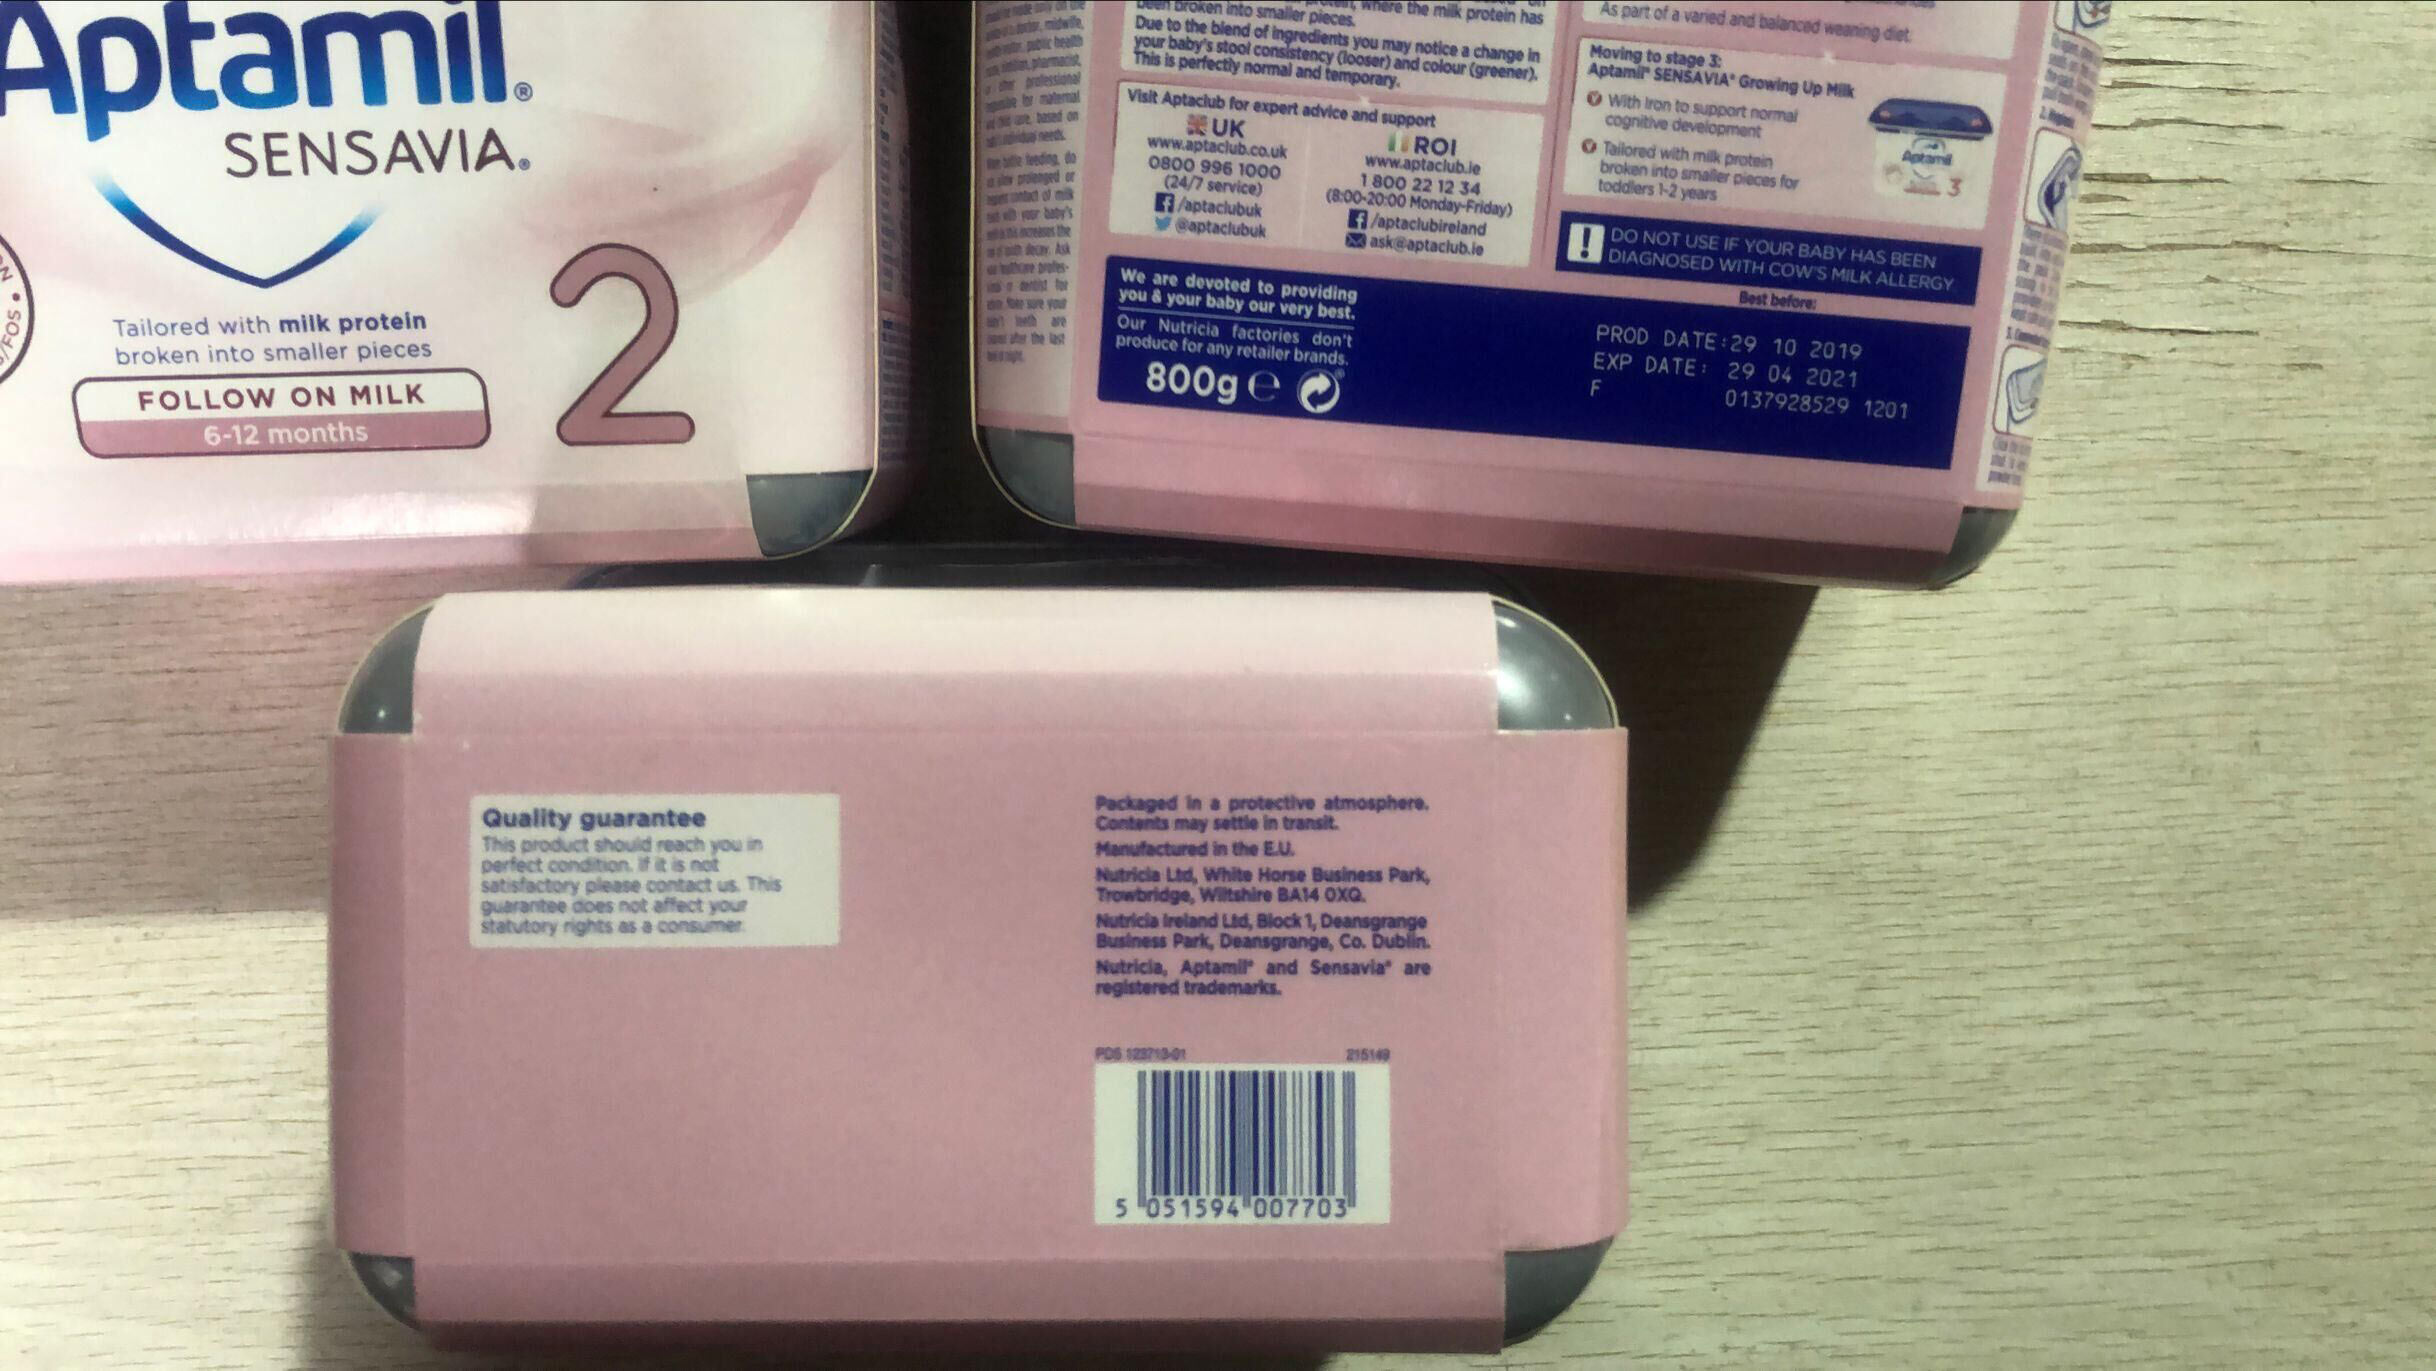 Aptamil®
SENSAVIA®
Tailored with milk protein
broken into smaller pieces
FOLLOW ON MILK
6-12 months
2
/FOS •
where the milk protein has
been broken into smaller pieces.
Due to the blend of ingredients you may notice a change in
your baby's stool consistency (looser) and colour (greener).
This is perfectly normal and temporary.
Visit Aptaclub for expert advice and support
UK
www.aptaclub.co.uk
0800 996 1000
(24/7 service)
/aptaclubuk
@aptaclubuk
ROI
www.aptaclub.ie
1 800 22 12 34
(8:00-20:00 Monday-Friday)
/aptaclubireland
ask@aptaclub.ie
We are devoted to providing
you & your baby our very best.
Our Nutricia factories don't
produce for any retailer brands.
800g e
As part of a varied and balanced weaning diet.
Moving to stage 3:
Aptamil® SENSAVIA® Growing Up Milk
With Iron to support normal
cognitive development
Tailored with milk protein
broken into smaller pieces for
toddlers 1-2 years
Aptamil
3
! DO NOT USE IF YOUR BABY HAS BEEN
DIAGNOSED WITH COW'S MILK ALLERGY
Best before:
PROD DATE:29 10 2019
EXP DATE: 29 04 2021
F 0137928529 1201
Quality guarantee
This product should reach you in
perfect condition. If it is not
satisfactory please contact us. This
guarantee does not affect your
statutory rights as a consumer.
Packaged in a protective atmosphere.
Contents may settle in transit.
Manufactured in the E.U.
Nutricia Ltd, White Horse Business Park,
Trowbridge, Wiltshire BA14 0XQ.
Nutricia Ireland Ltd, Block 1, Deansgrange
Business Park, Deansgrange, Co. Dublin.
Nutricia, Aptamil® and Sensavia® are
registered trademarks.
PDS 123713-01 215149
5 051594 007703